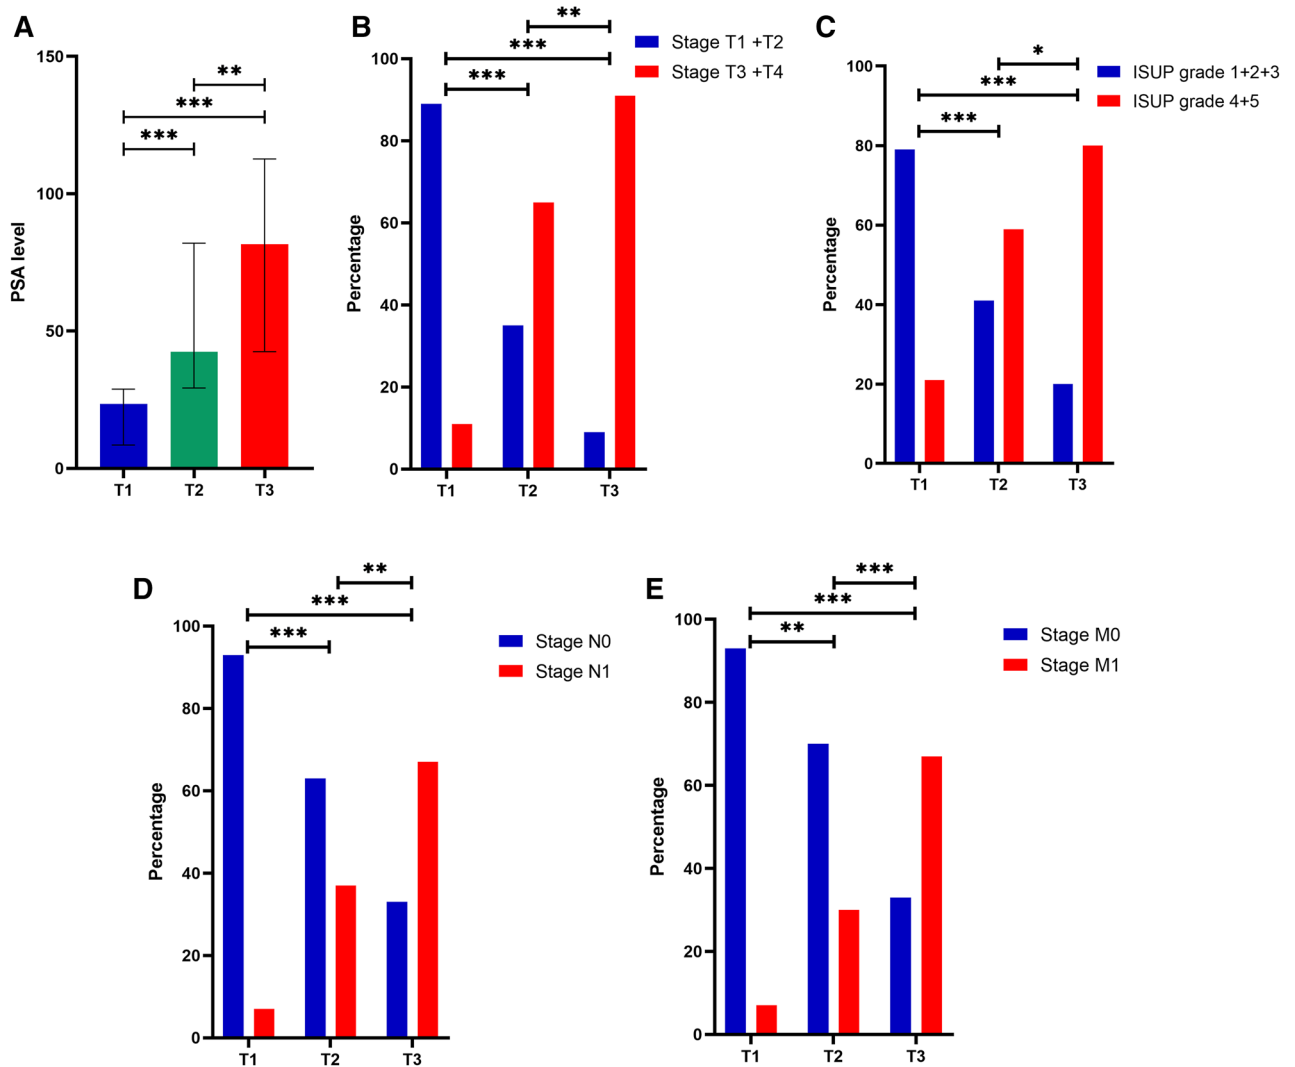 A
150
100
50
0
PSA level
**
***
***
T1 T2 T3
B
100
80
60
40
20
0
Percentage
**
***
***
Stage T1 +T2
Stage T3 +T4
T1 T2 T3
C
100
80
60
40
20
0
Percentage
*
***
***
ISUP grade 1+2+3
ISUP grade 4+5
T1 T2 T3
D
100
80
60
40
20
0
Percentage
**
***
***
Stage N0
Stage N1
T1 T2 T3
E
100
80
60
40
20
0
Percentage
***
***
**
Stage M0
Stage M1
T1 T2 T3